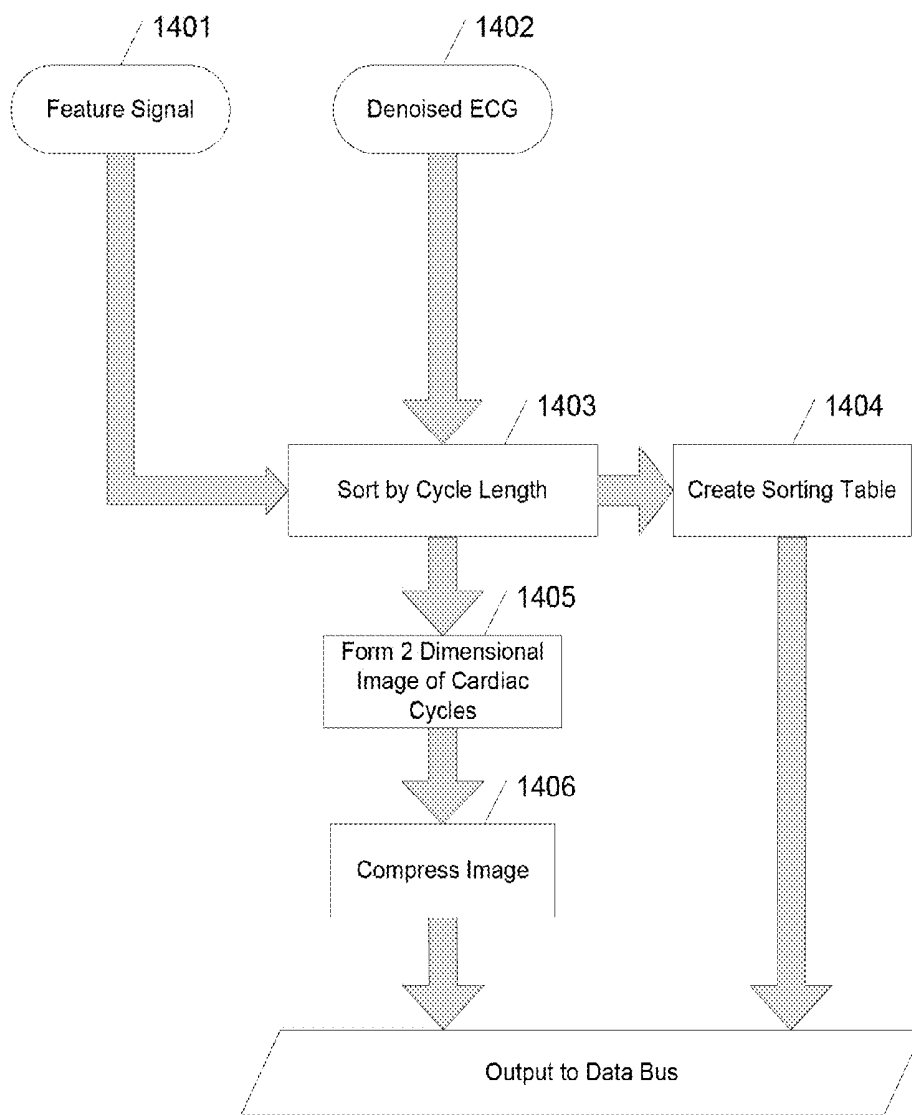 1401
1402
Feature Signal
Denoised ECG
1403
1404
Sort by Cycle Length
Create Sorting Table
1405
Form 2 Dimensional
Image of Cardiac
Cycles
1406
Compress Image
Output to Data Bus